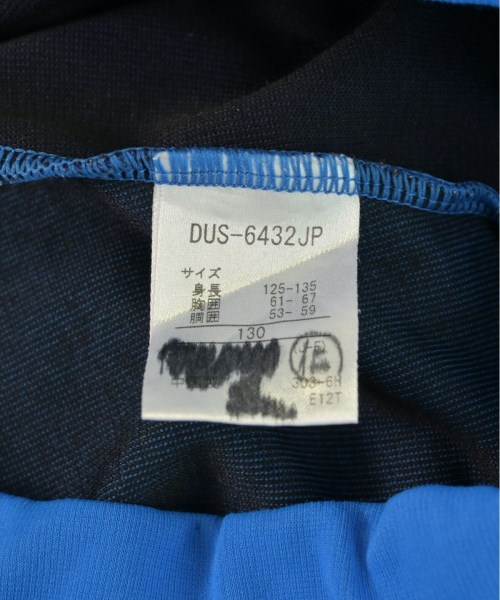 DUS-6432JP
サイズ
身長 125-135
胸囲 61- 67
胴囲 53- 59
130
(J-E)
303-6H
E12T